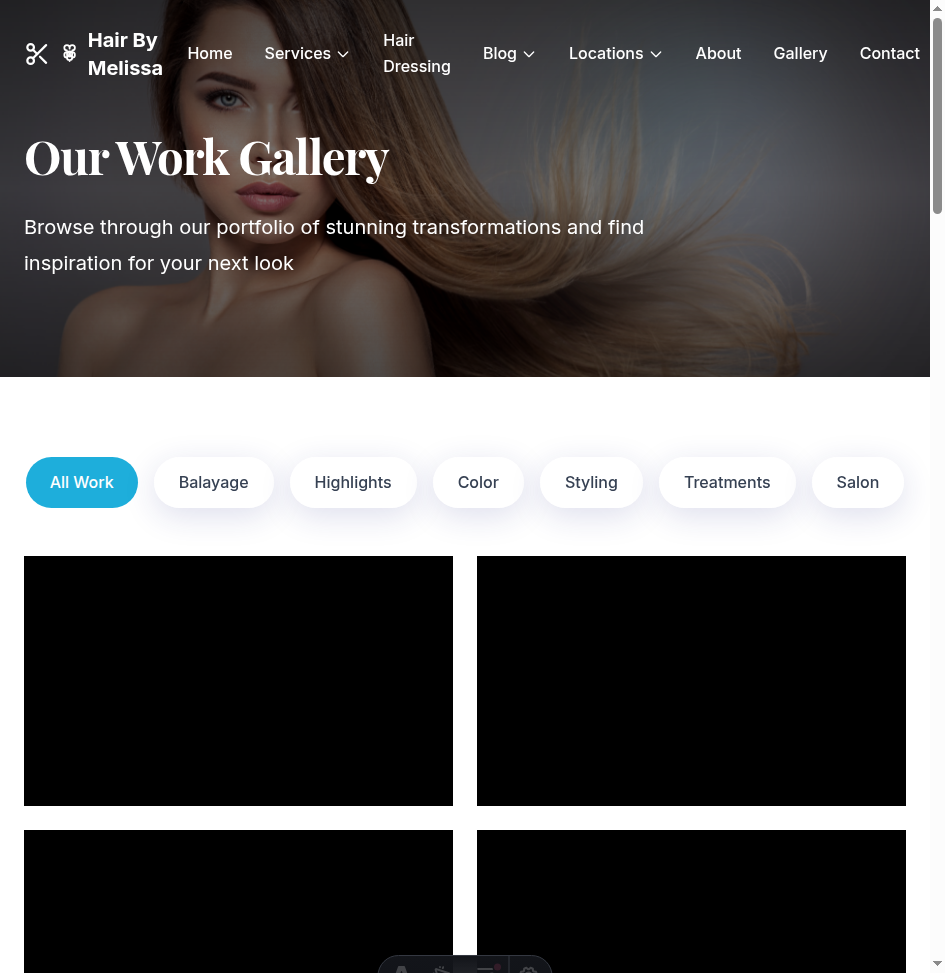 Hair By
Melissa
Home
Services
Hair
Dressing
Blog
Locations
About
Gallery
Contact
Our Work Gallery
Browse through our portfolio of stunning transformations and find
inspiration for your next look
All Work
Balayage
Highlights
Color
Styling
Treatments
Salon